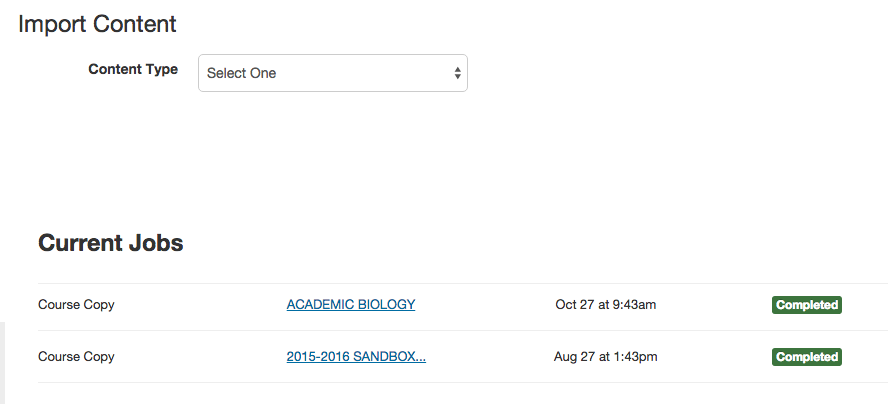 Import Content
Content Type Select One
Current Jobs
Course Copy ACADEMIC BIOLOGY Oct 27 at 9:43am Completed
Course Copy 2015-2016 SANDBOX... Aug 27 at 1:43pm Completed